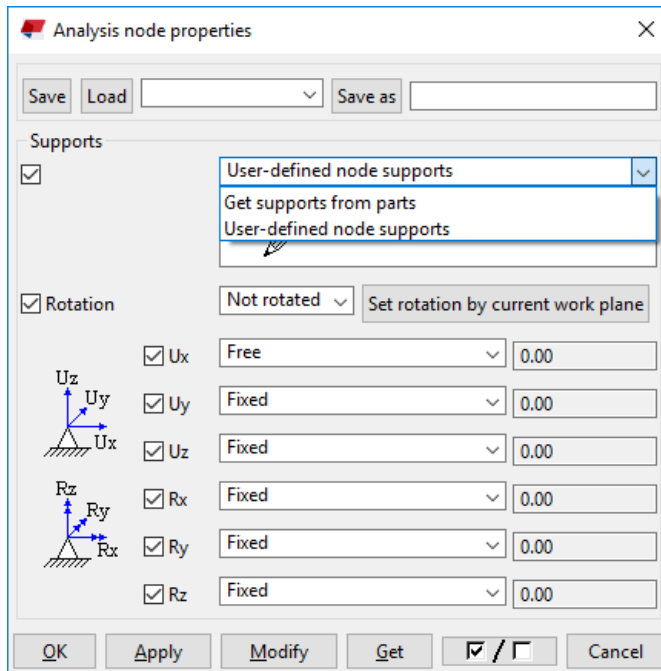 Analysis node properties
Save Load Save as
Supports
User-defined node supports
Get supports from parts
User-defined node supports
Rotation Not rotated Set rotation by current work plane
Ux Free 0.00
Uz
Uy
Ux
Uy Fixed 0.00
Uz Fixed 0.00
Rz
Ry
Rx
Rx Fixed 0.00
Ry Fixed 0.00
Rz Fixed 0.00
OK Apply Modify Get / Cancel